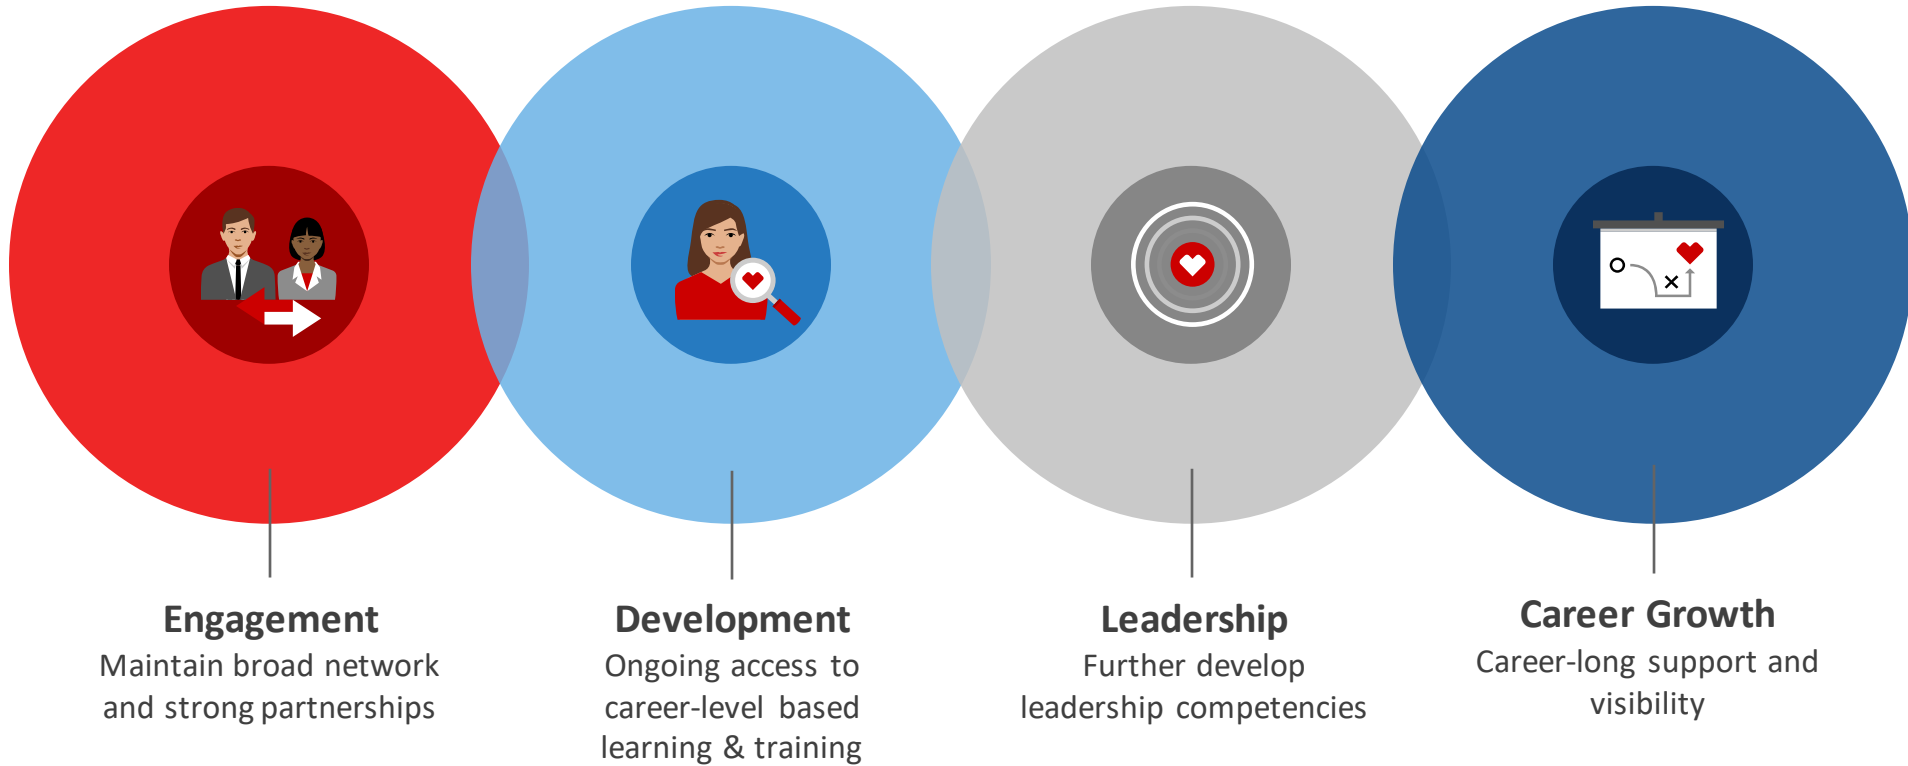 Engagement
Maintain broad network
and strong partnerships
Development
Ongoing access to
career-level based
learning & training
Leadership
Further develop
leadership competencies
Career Growth
Career-long support and
visibility